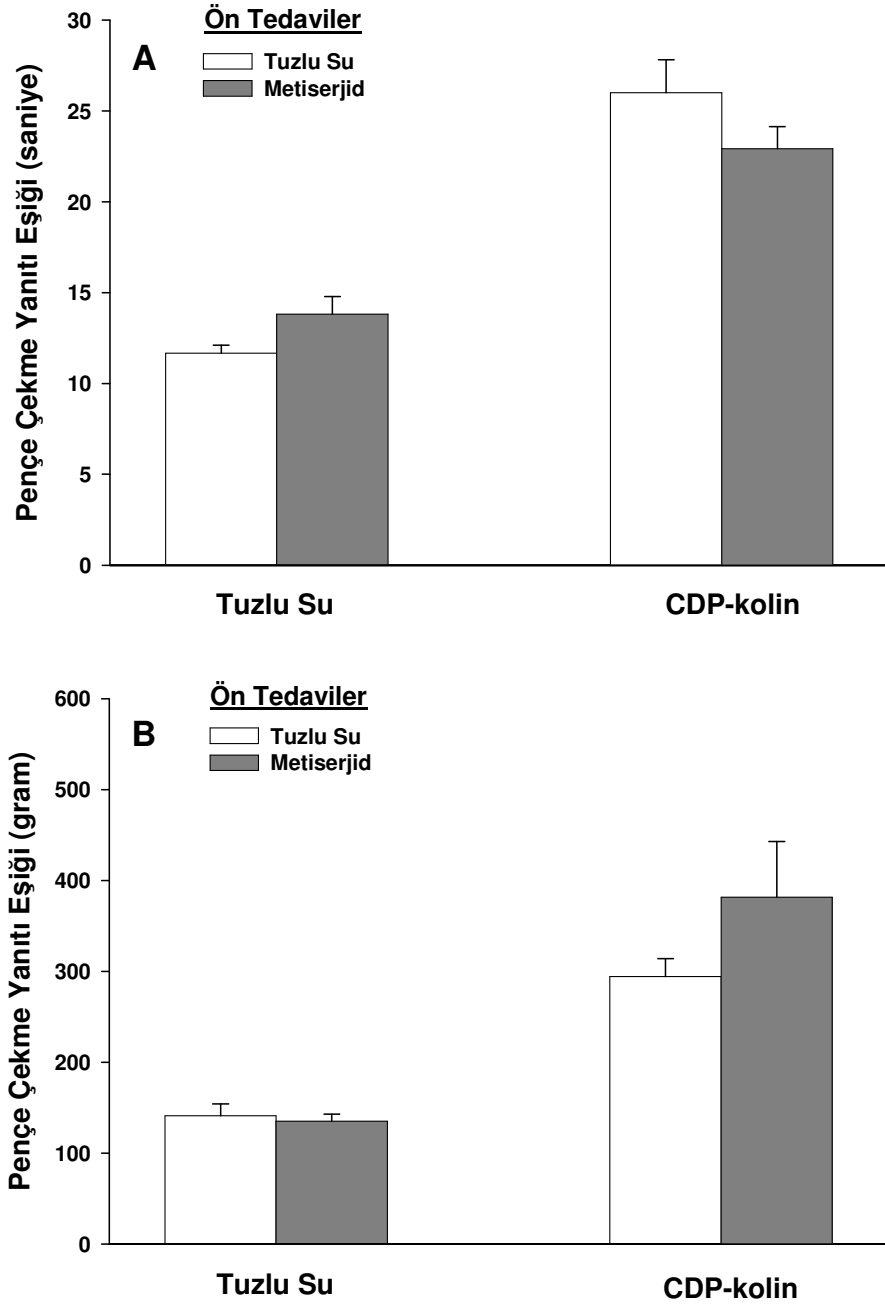 Ön Tedaviler
A
Tuzlu Su
Metiserjid
Pençe Çekme Yanıtı Eşiği (saniye)
30
25
20
15
10
5
0
Tuzlu Su
CDP-kolin
Ön Tedaviler
B
Tuzlu Su
Metiserjid
Pençe Çekme Yanıtı Eşiği (gram)
600
500
400
300
200
100
0
Tuzlu Su
CDP-kolin